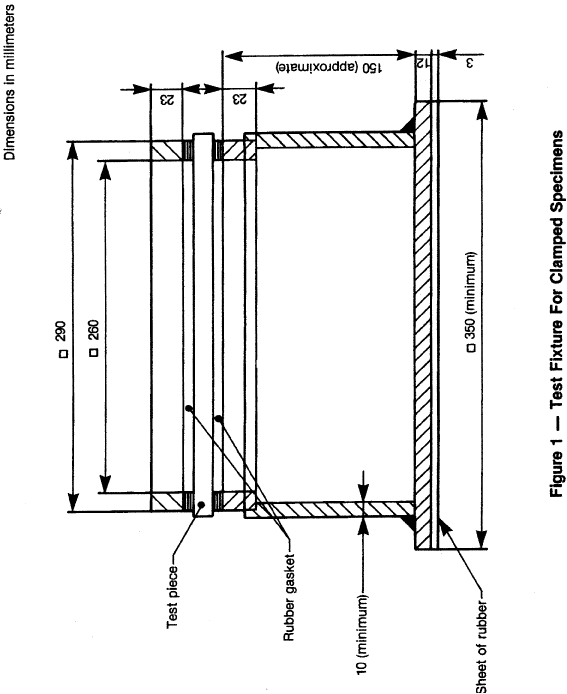 Dimensions in millimeters
□ 290
□ 260
23
23
150 (approximate)
12
3
□ 350 (minimum)
Test piece
Rubber gasket
10 (minimum)
Sheet of rubber
Figure 1 — Test Fixture For Clamped Specimens